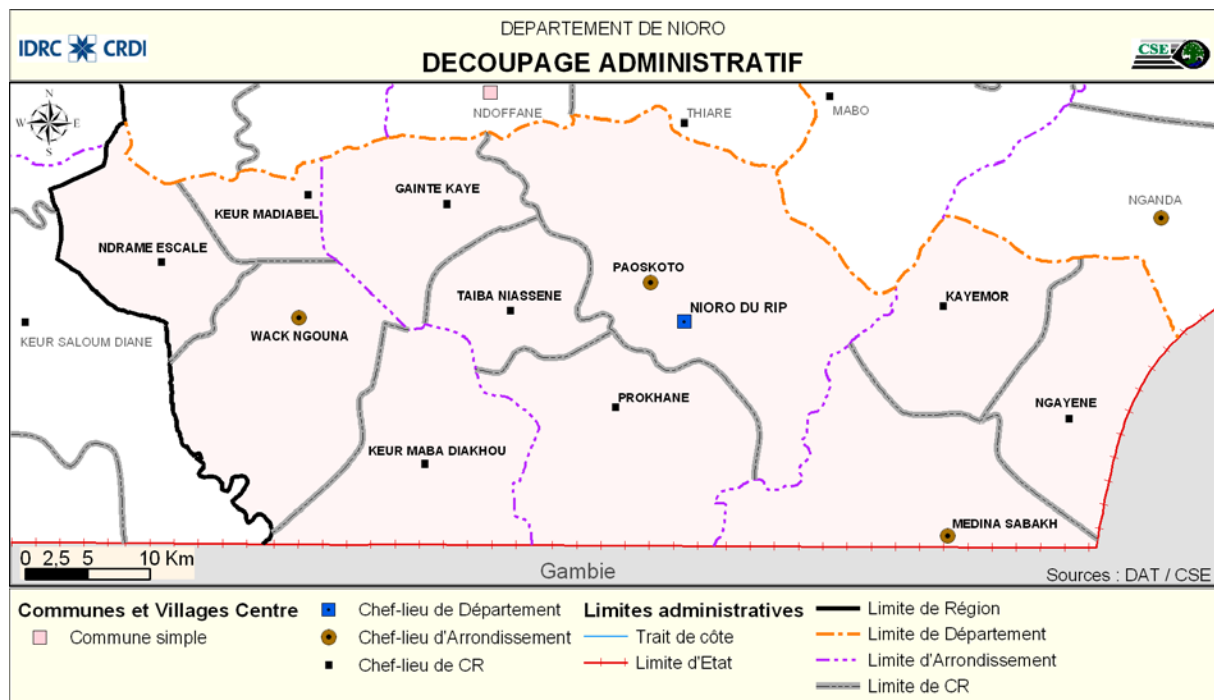 DEPARTEMENT DE NIORO
IDRC CRDI
DECOUPAGE ADMINISTRATIF
CSE
N
W E
S
NDOFFANE
THIARE
MABO
GAINTE KAYE
KEUR MADIABEL
NGANDA
NDRAME ESCALE
PAOSKOTO
TAIBA NIASSENE
NIORO DU RIP
KAYEMOR
KEUR SALOUM DIANE
WACK NGOUNA
PROKHANE
NGAYENE
KEUR MABA DIAKHOU
MEDINA SABAKH
0 2,5 5 10 Km
Gambie
Sources : DAT / CSE
Communes et Villages Centre
Commune simple
Chef-lieu de Département
Chef-lieu d'Arrondissement
Chef-lieu de CR
Limites administratives
Trait de côte
Limite d'Etat
Limite de Région
Limite de Département
Limite d'Arrondissement
Limite de CR